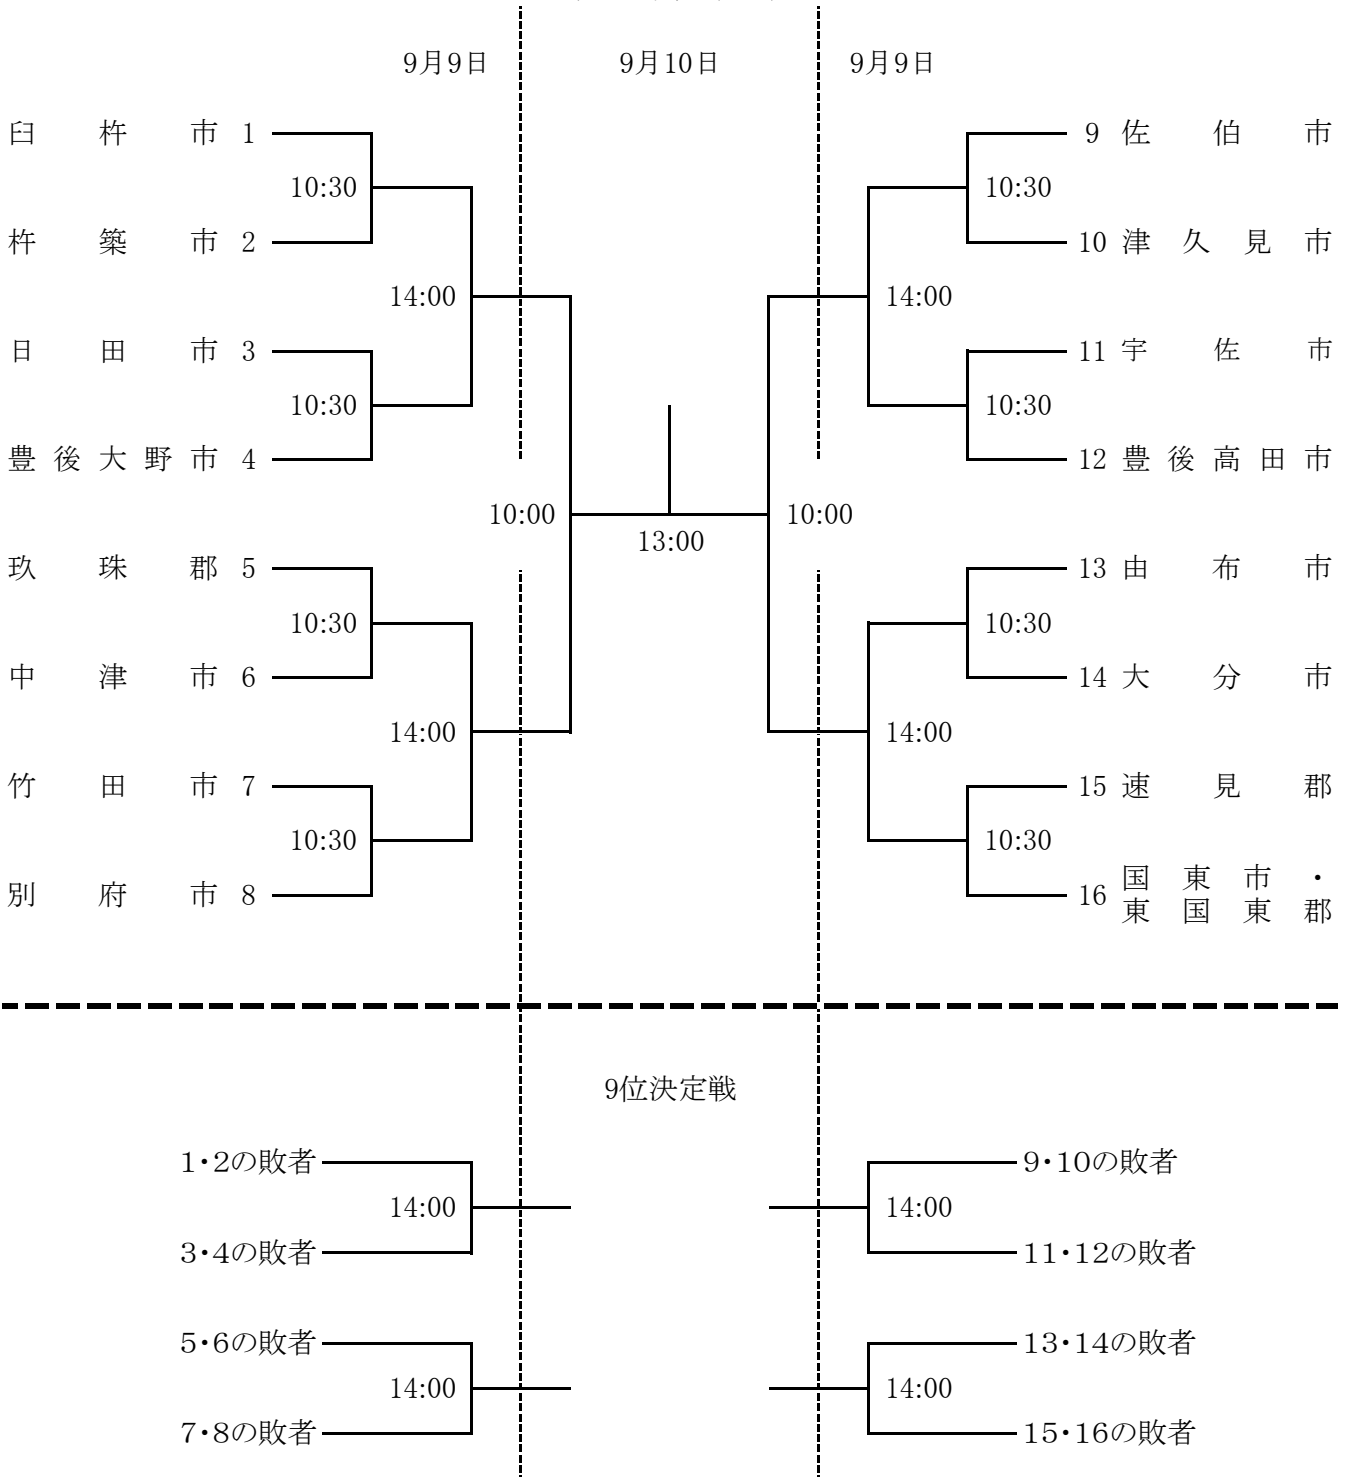 9月9日 9月10日 9月9日
臼杵市 1
9 佐伯市
10:30
10:30
杵築市 2
10 津久見市
14:00
14:00
日田市 3
11 宇佐市
10:30
10:30
豊後大野市 4
12 豊後高田市
10:00
10:00
13:00
玖珠郡 5
13 由布市
10:30
10:30
中津市 6
14 大分市
14:00
14:00
竹田市 7
15 速見郡
10:30
10:30
別府市 8
16 国東市・
東国東郡
9位決定戦
1・2の敗者
9・10の敗者
14:00
14:00
3・4の敗者
11・12の敗者
5・6の敗者
13・14の敗者
14:00
14:00
7・8の敗者
15・16の敗者